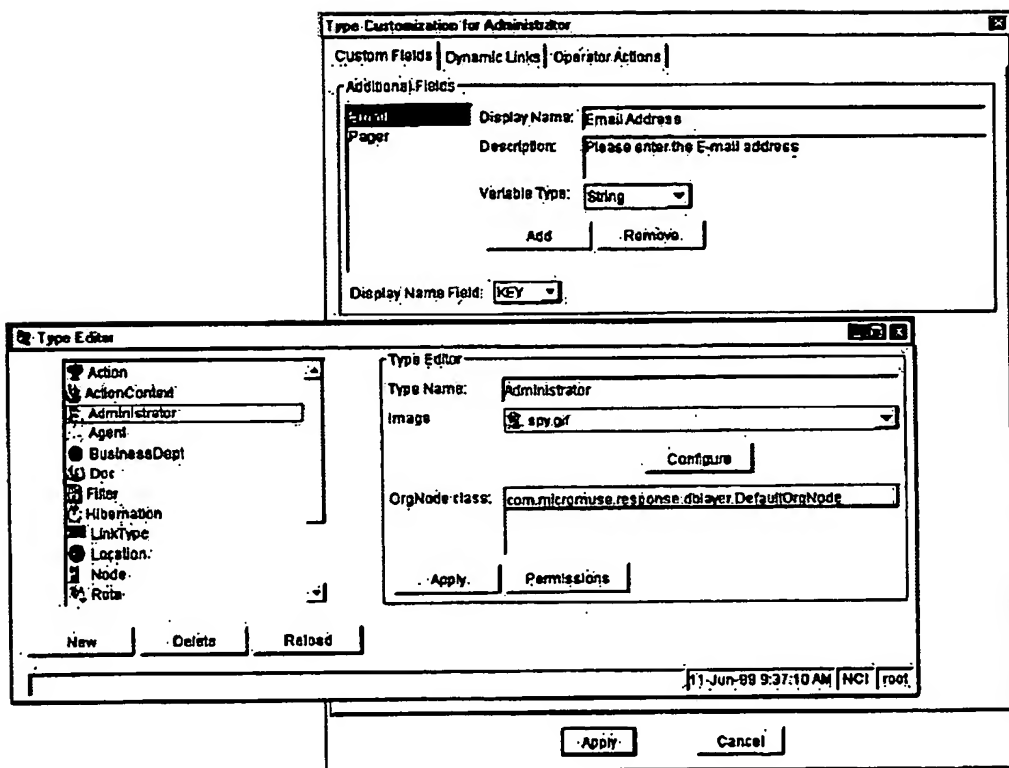 Type Customization for Administrator
Custom Fields Dynamic Links Operator Actions
Additional Fields
Email
Pager
Display Name: Email Address
Description: Please enter the E-mail address
Variable Type: String
Add Remove
Display Name Field: KEY
Type Editor
Action
ActionContext
Administrator
Agent
BusinessDept
Doc
Filter
Hibernation
LinkType
Location
Node
Rota
New Delete Reload
Type Editor
Type Name: Administrator
Image spy.gif
Configure
OrgNode class: com.micromuse.response.dblayer.DefaultOrgNode
Apply Permissions
11-Jun-99 9:37:10 AM NCI root
Apply Cancel